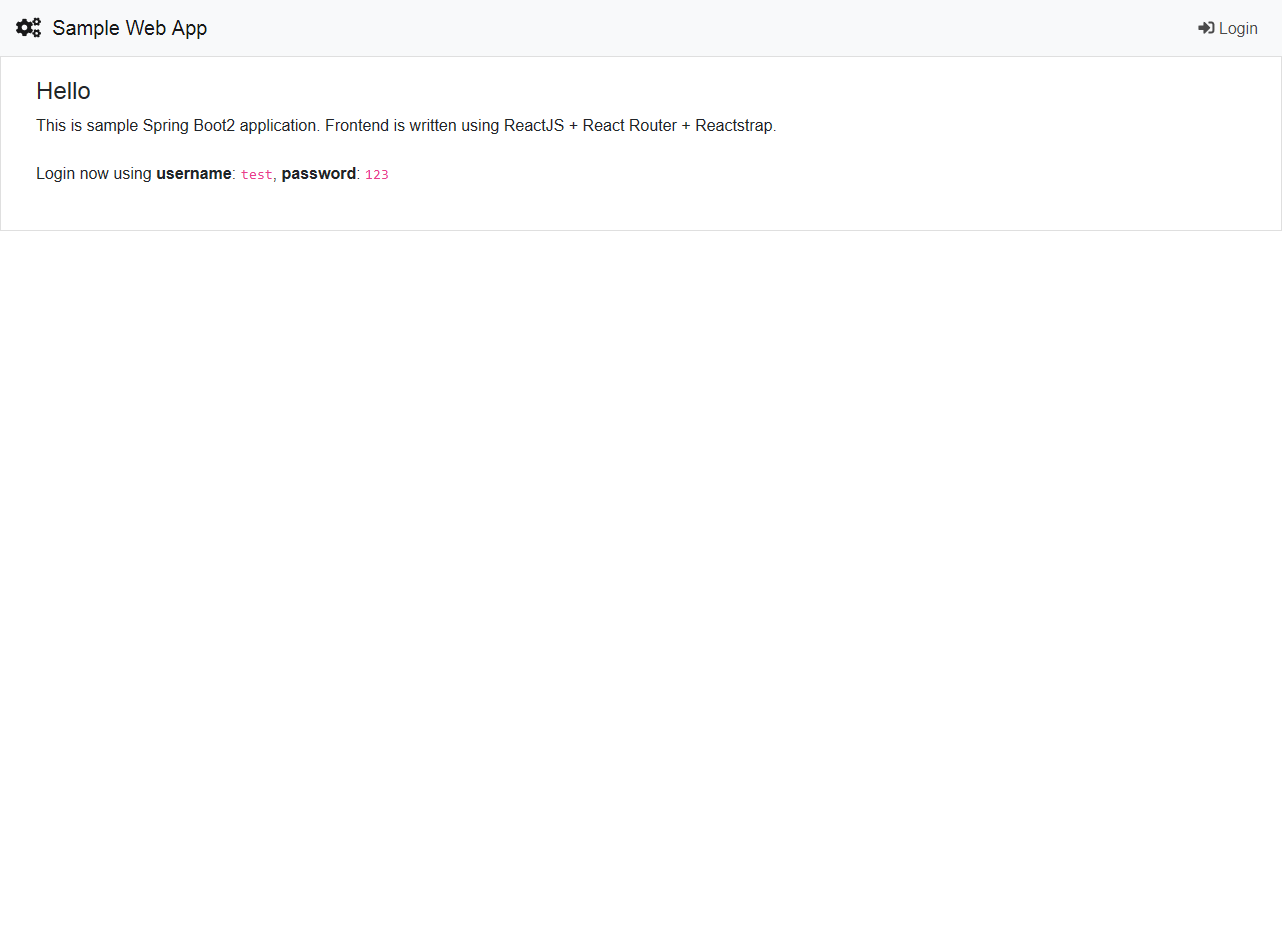 Sample Web App
Login
Hello
This is sample Spring Boot2 application. Frontend is written using ReactJS + React Router + Reactstrap.
Login now using username: test, password: 123